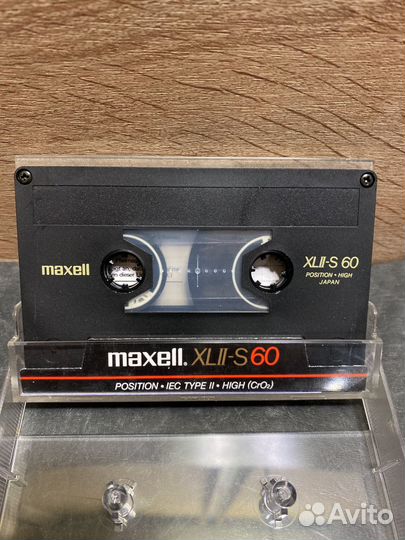 maxell
XLII-S 60
POSITION • HIGH
JAPAN
maxell. XLII-S 60
POSITION • IEC TYPE II • HIGH (CrO₂)
Avito